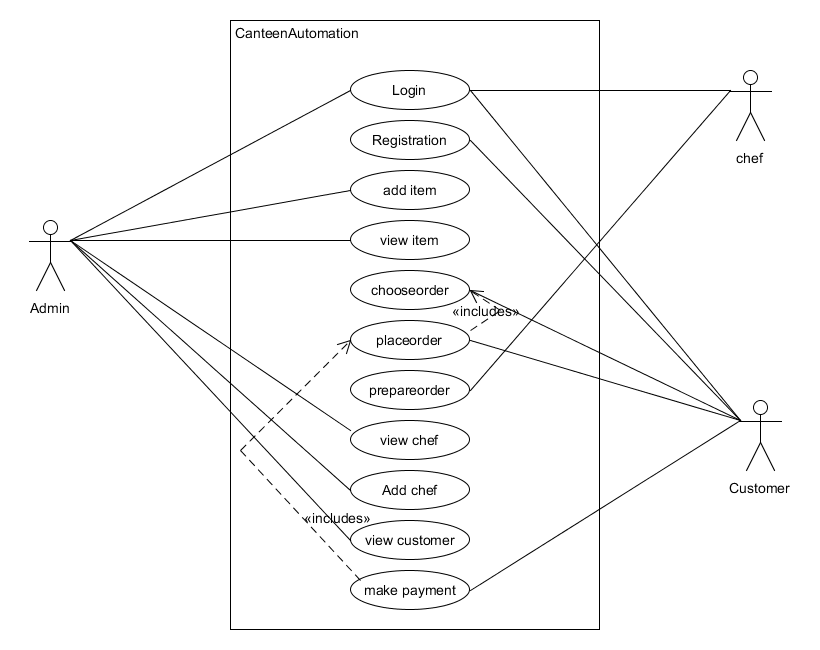 CanteenAutomation
Login
Registration
chef
add item
view item
chooseorder
Admin
«includes»
placeorder
prepareorder
view chef
Add chef
Customer
«includes»
view customer
make payment